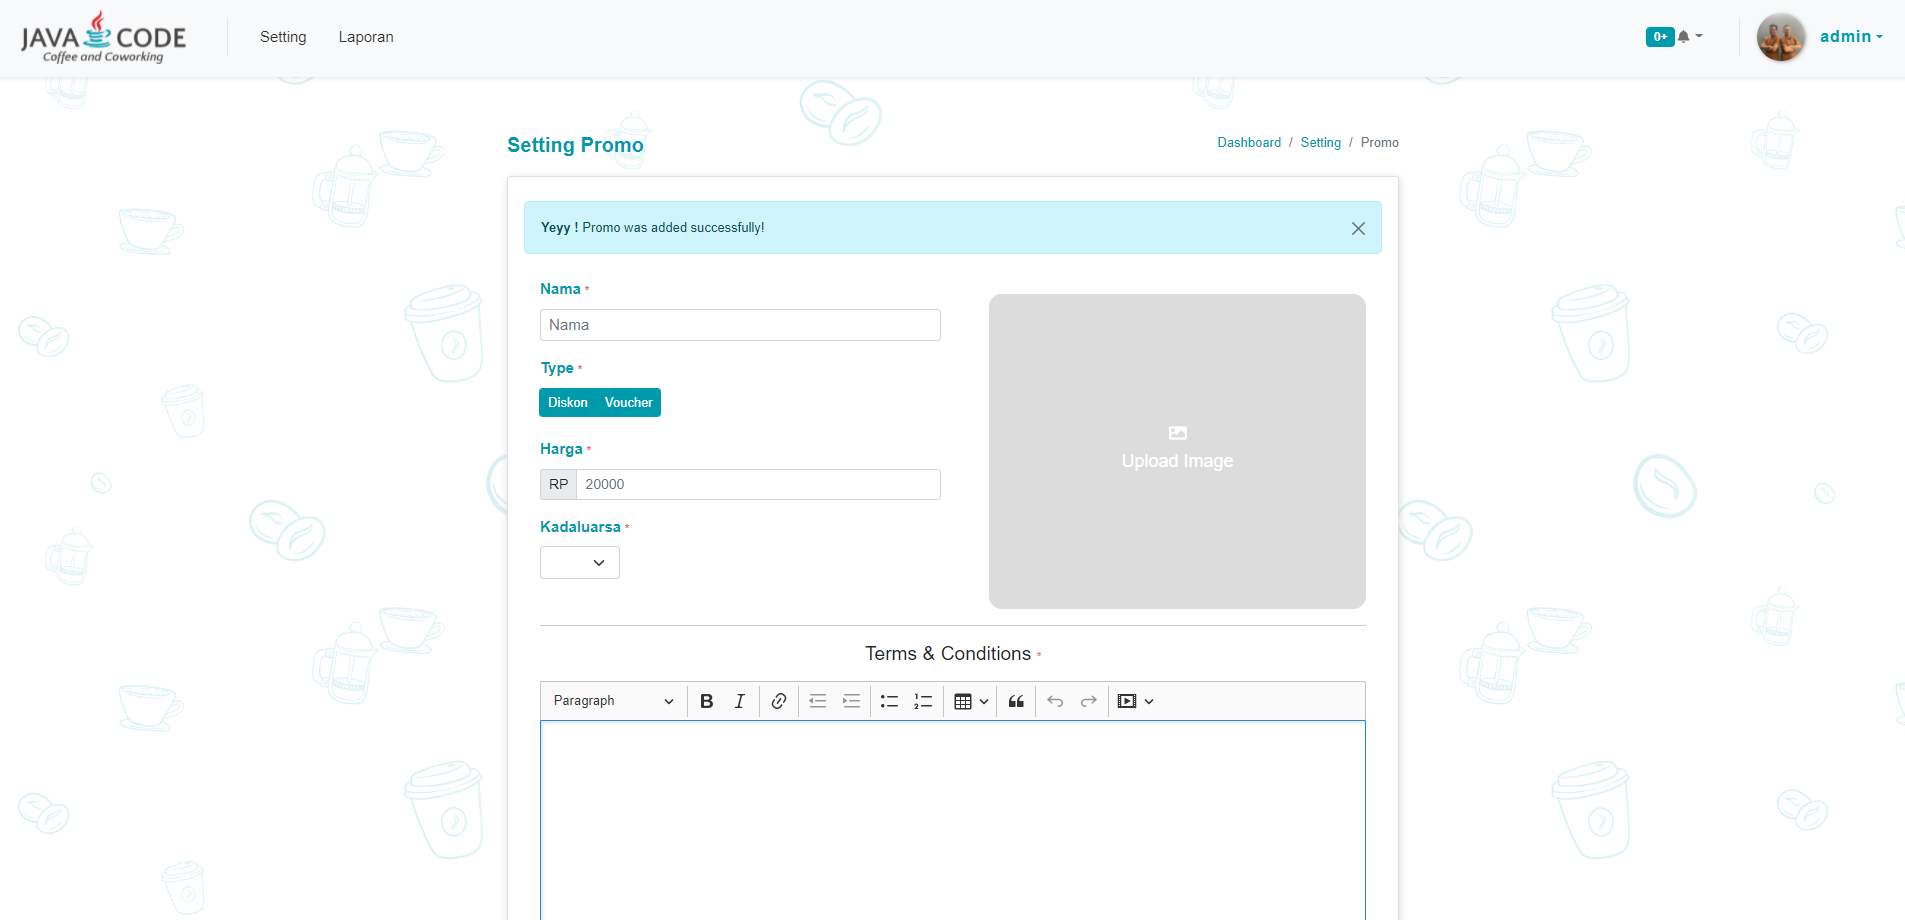 JAVA CODE
Coffee and Coworking
Setting
Laporan
0+
admin
Setting Promo
Dashboard / Setting / Promo
Yeyy ! Promo was added successfully!
Nama *
Nama
Type *
Diskon Voucher
Harga *
RP 20000
Kadaluarsa *
Upload Image
Terms & Conditions *
Paragraph